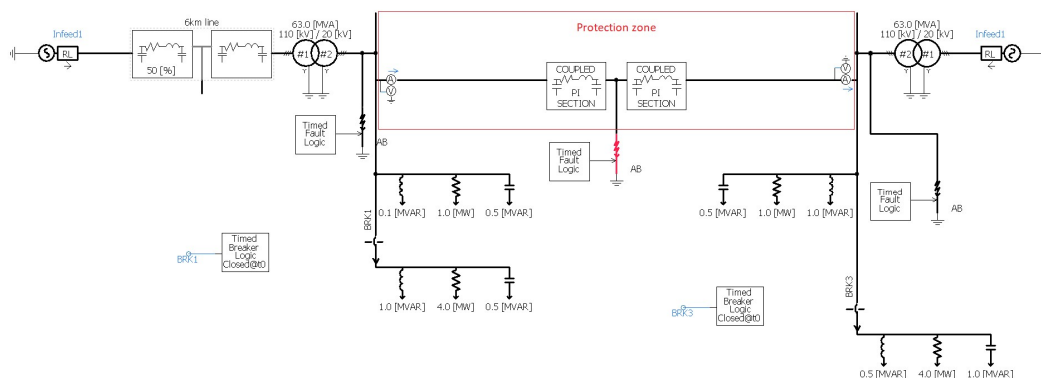 6km line
63.0 [MVA]
110 [kV] / 20 [kV]
Protection zone
63.0 [MVA]
110 [kV] / 20 [kV]
Infeed1
RL
50 [%]
#1
#2
A
V
COUPLED
PI
SECTION
COUPLED
PI
SECTION
V
A
#2
#1
Infeed1
RL
Timed
Fault
Logic
AB
Timed
Fault
Logic
AB
Timed
Fault
Logic
AB
0.1 [MVAR]
1.0 [MW]
0.5 [MVAR]
0.5 [MVAR]
1.0 [MW]
1.0 [MVAR]
BRK1
BRK1
Timed
Breaker
Logic
Closed@t0
1.0 [MVAR]
4.0 [MW]
0.5 [MVAR]
BRK3
BRK3
Timed
Breaker
Logic
Closed@t0
0.5 [MVAR]
4.0 [MW]
1.0 [MVAR]